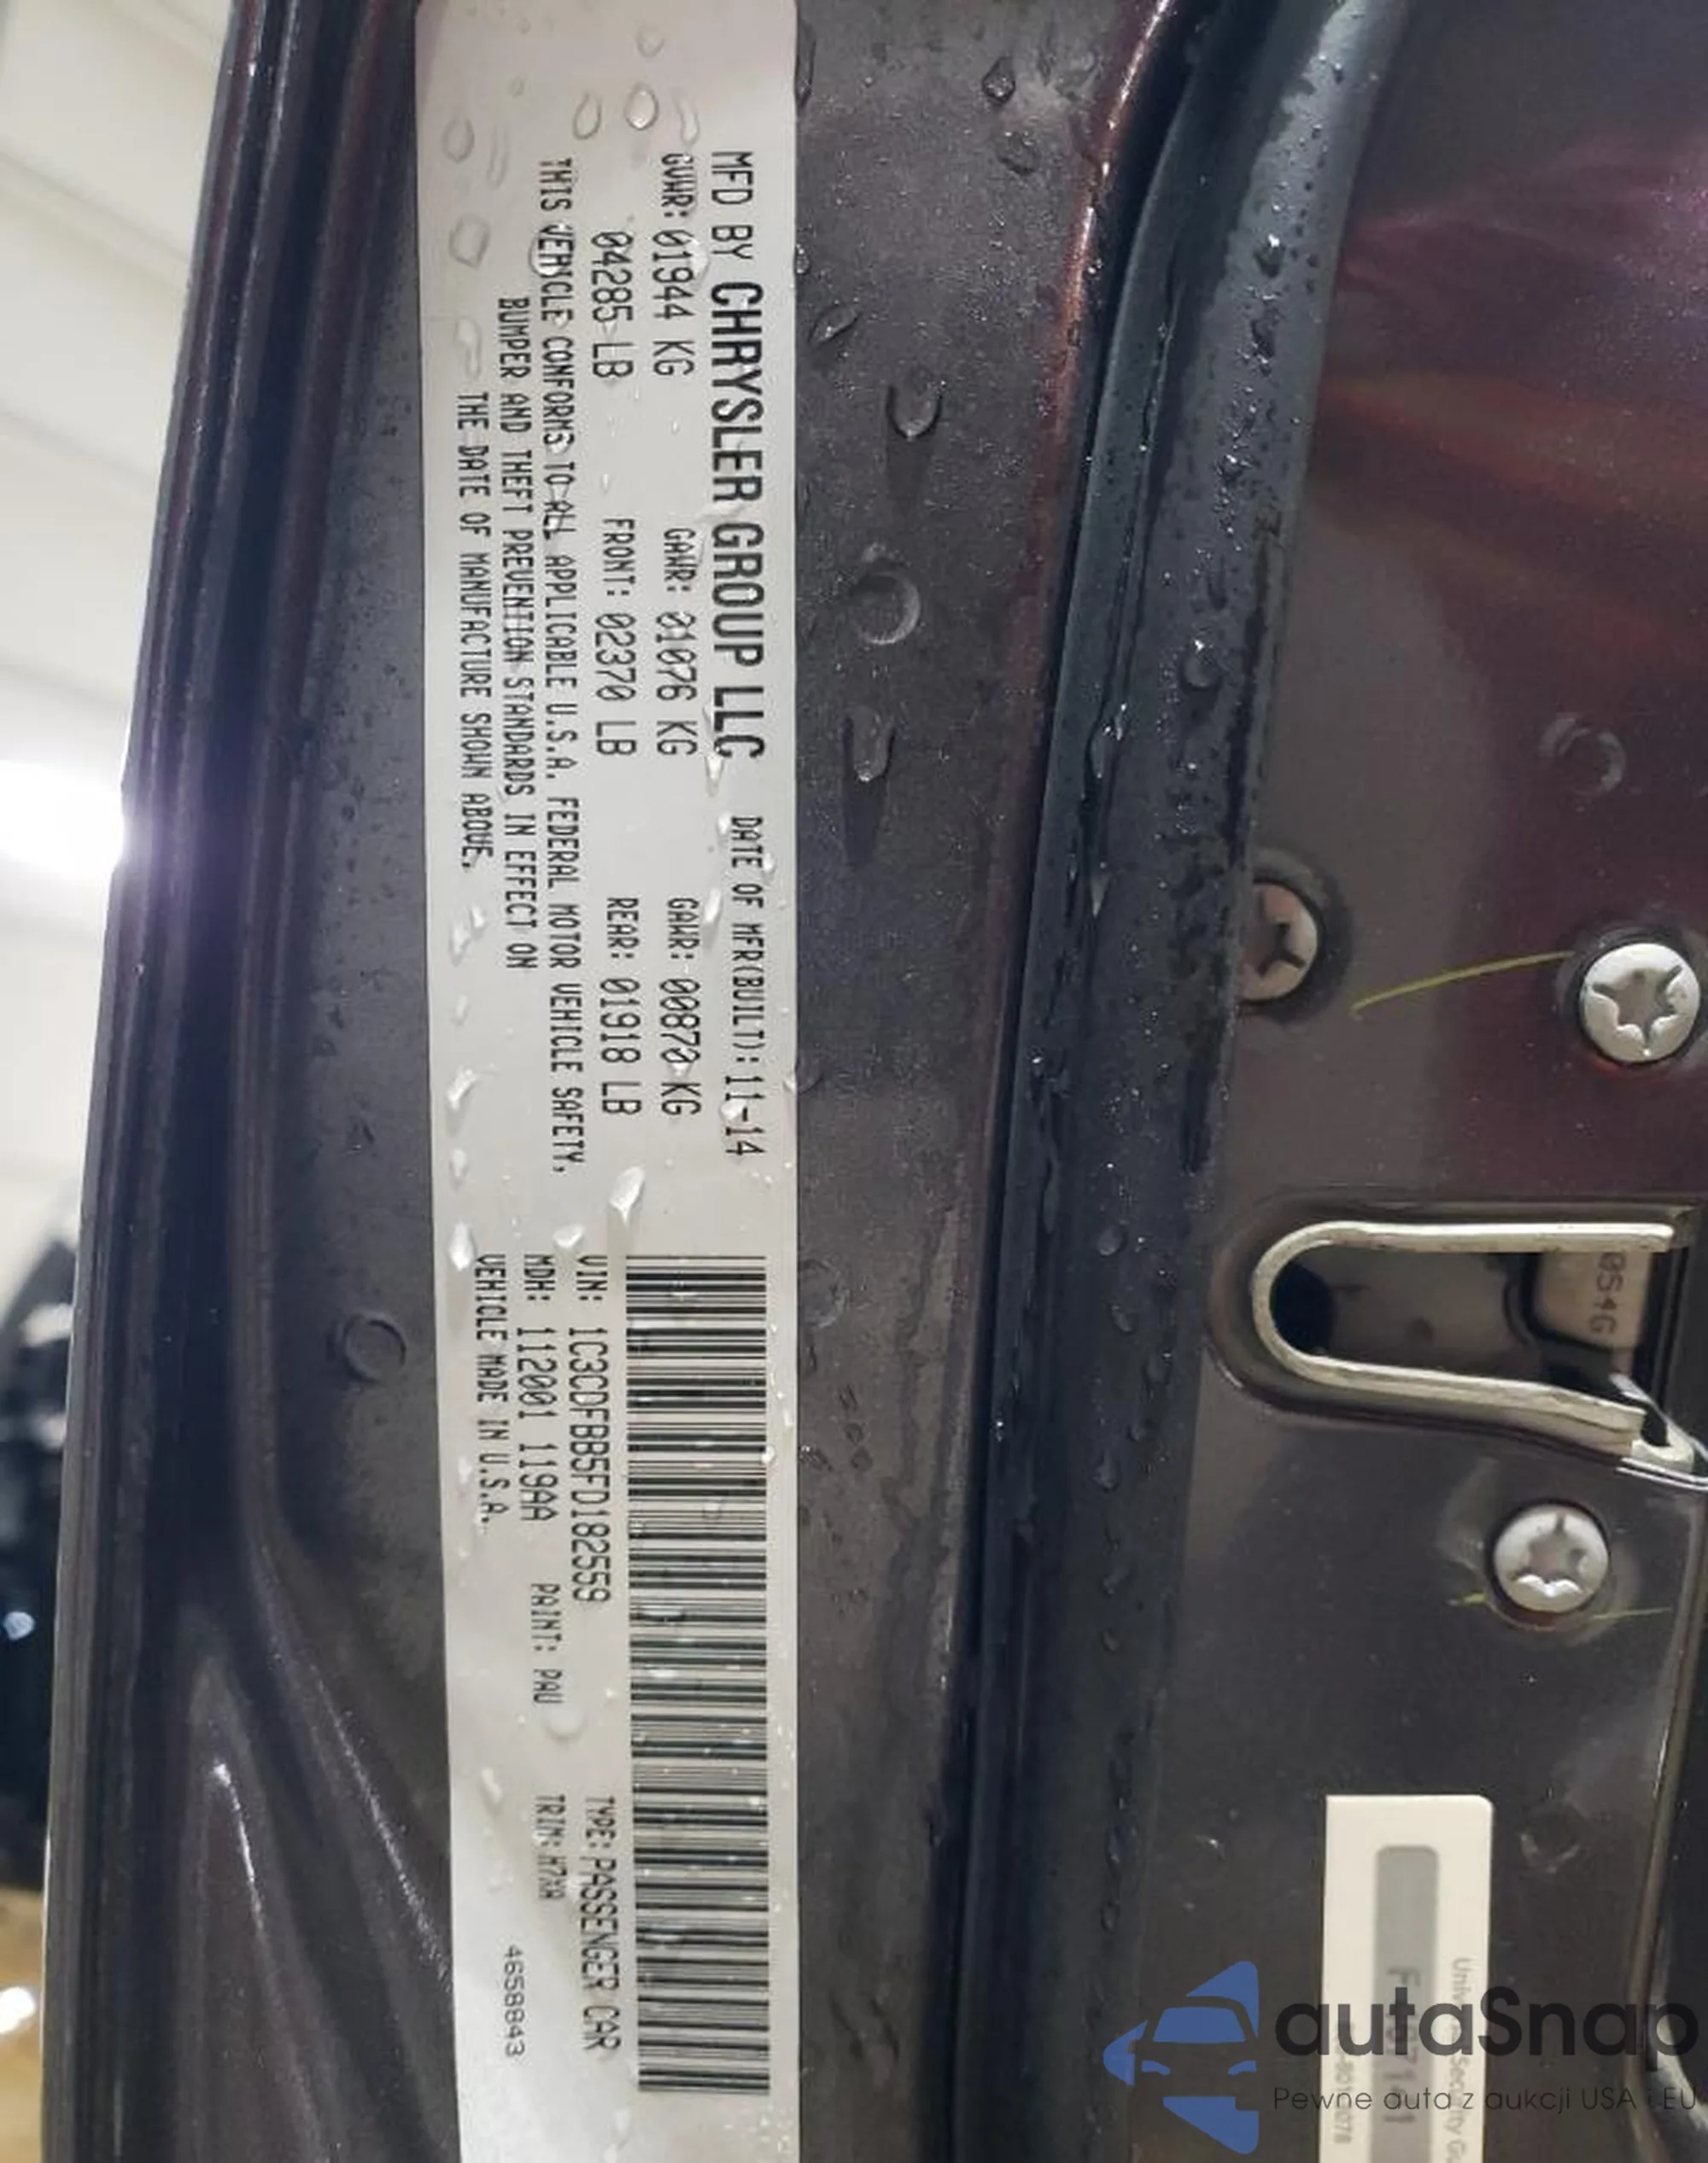 MFD BY CHRYSLER GROUP LLC DATE OF MFR(BUILT): 11-14
GVWR: 01944 KG GAWR: 01076 KG GAWR: 00870 KG
04285 LB FRONT: 02370 LB REAR: 01918 LB
THIS VEHICLE CONFORMS TO ALL APPLICABLE U.S.A. FEDERAL MOTOR VEHICLE SAFETY,
BUMPER AND THEFT PREVENTION STANDARDS IN EFFECT ON
THE DATE OF MANUFACTURE SHOWN ABOVE.
VIN: 1C3CDFBB5FD182559 TYPE: PASSENGER CAR
MDH: 112001 119AA PAINT: PAU TRIM: H7XA
VEHICLE MADE IN U.S.A. 4658843
0S4G
autaSnap
Pewne auta z aukcji USA i EU